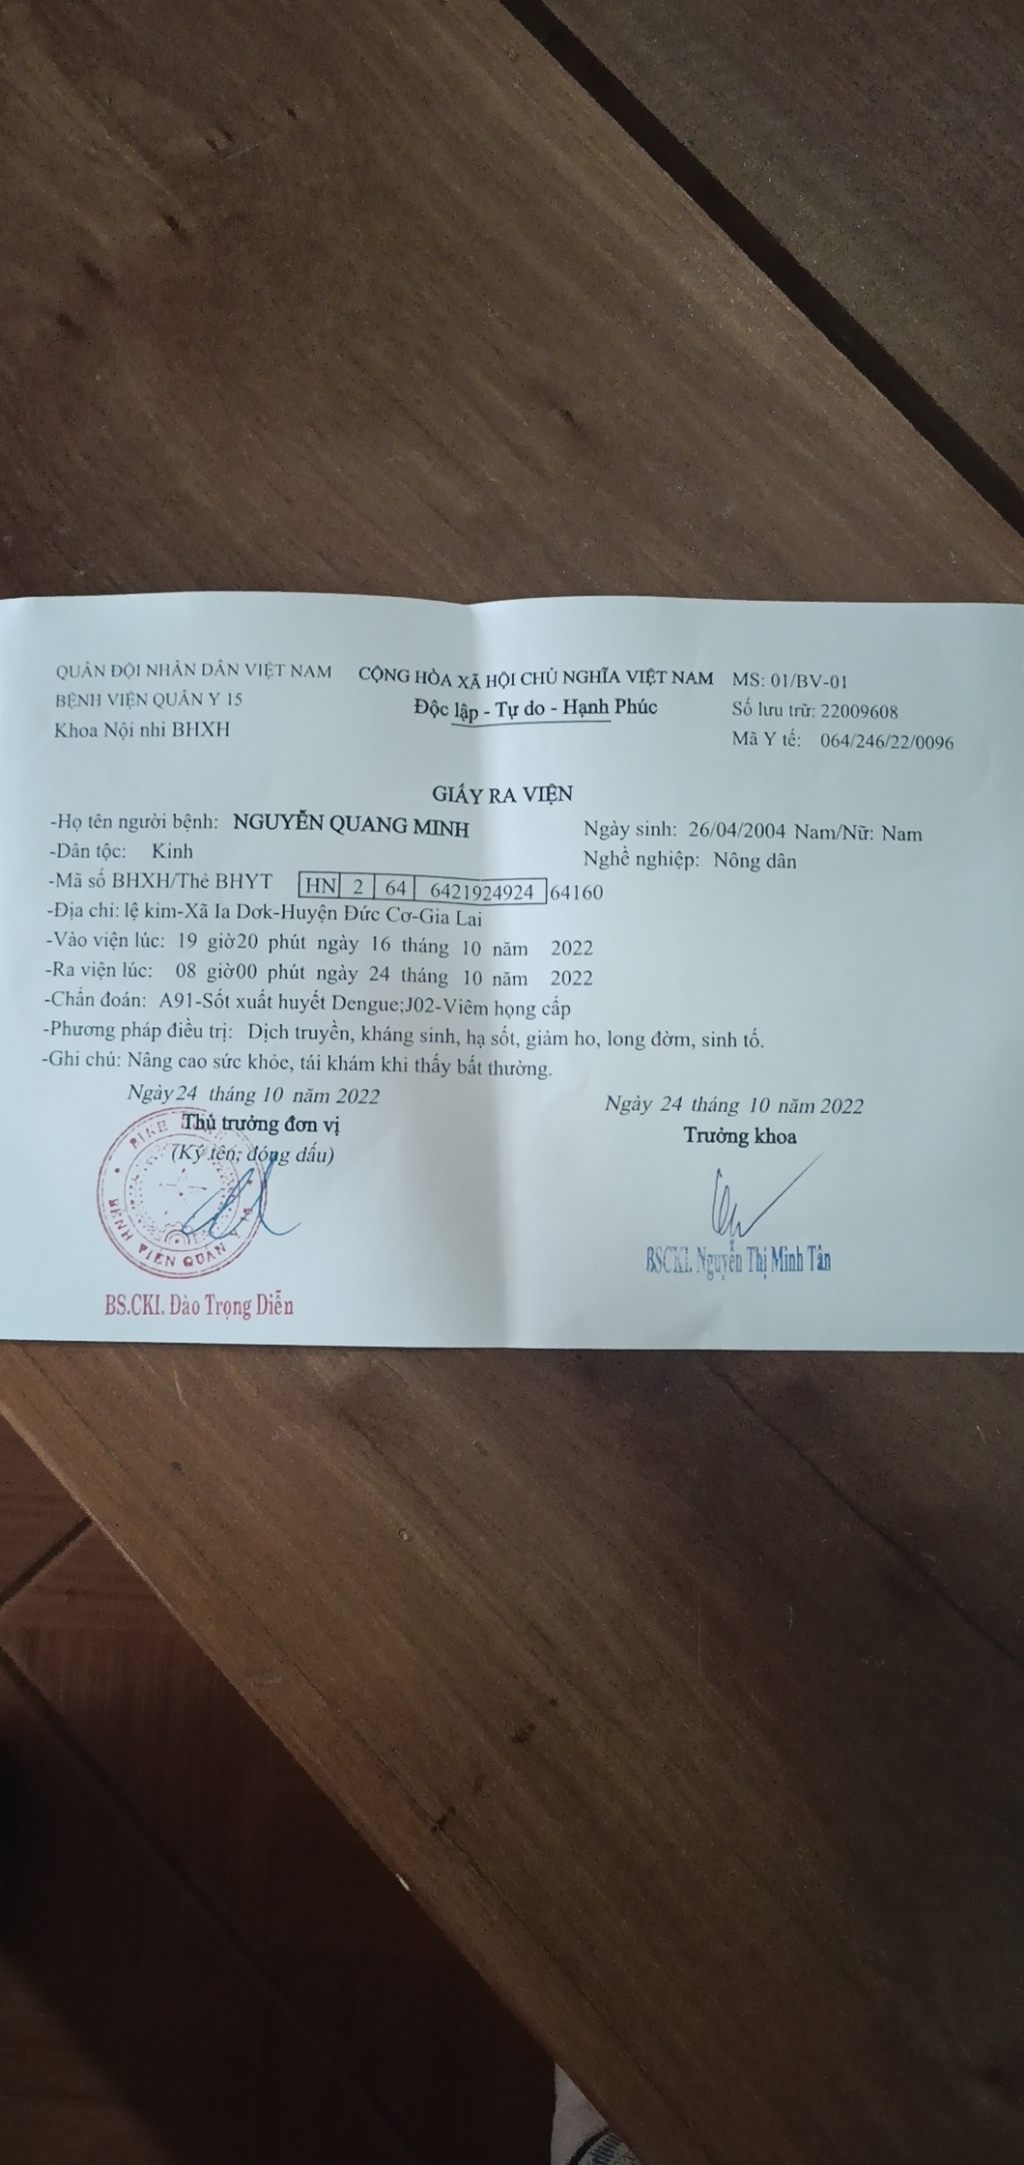 QUÂN ĐỘI NHÂN DÂN VIỆT NAM CỘNG HÒA XÃ HỘI CHỦ NGHĨA VIỆT NAM MS: 01/BV-01
BỆNH VIỆN QUÂN Y 15 Độc lập - Tự do - Hạnh Phúc Số lưu trữ: 22009608
Khoa Nội nhi BHXH Mã Y tế: 064/246/22/0096
GIẤY RA VIỆN
-Họ tên người bệnh: NGUYỄN QUANG MINH Ngày sinh: 26/04/2004 Nam/Nữ: Nam
-Dân tộc: Kinh Nghề nghiệp: Nông dân
-Mã số BHXH/Thẻ BHYT HN 2 64 6421924924 64160
-Địa chỉ: lệ kim-Xã Ia Dơk-Huyện Đức Cơ-Gia Lai
-Vào viện lúc: 19 giờ20 phút ngày 16 tháng 10 năm 2022
-Ra viện lúc: 08 giờ00 phút ngày 24 tháng 10 năm 2022
-Chẩn đoán: A91-Sốt xuất huyết Dengue;J02-Viêm họng cấp
-Phương pháp điều trị: Dịch truyền, kháng sinh, hạ sốt, giảm ho, long đờm, sinh tố.
-Ghi chú: Nâng cao sức khỏe, tái khám khi thấy bất thường.
Ngày 24 tháng 10 năm 2022 Ngày 24 tháng 10 năm 2022
Thủ trưởng đơn vị Trưởng khoa
(Ký tên, đóng dấu)
BỆNH VIỆN QUÂN Y 15
BS.CKI. Đào Trọng Diễn BSCKI. Nguyễn Thị Minh Tân